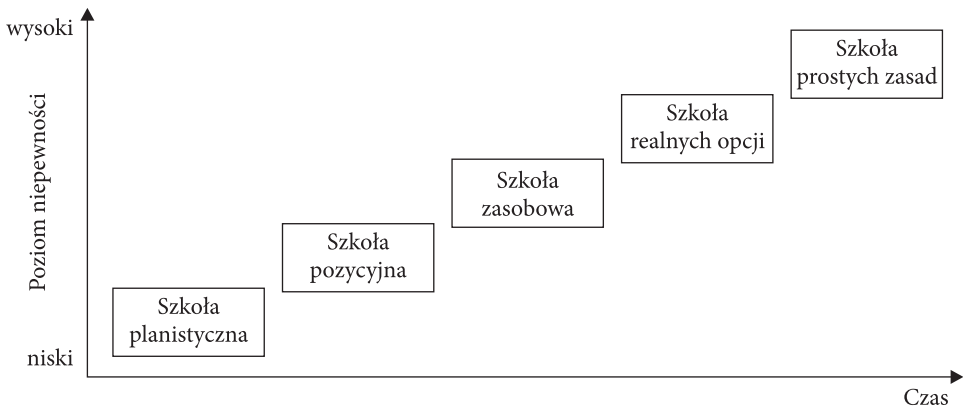 wysoki
Poziom niepewności
niski
Szkoła
prostych zasad
Szkoła
realnych opcji
Szkoła
zasobowa
Szkoła
pozycyjna
Szkoła
planistyczna
Czas